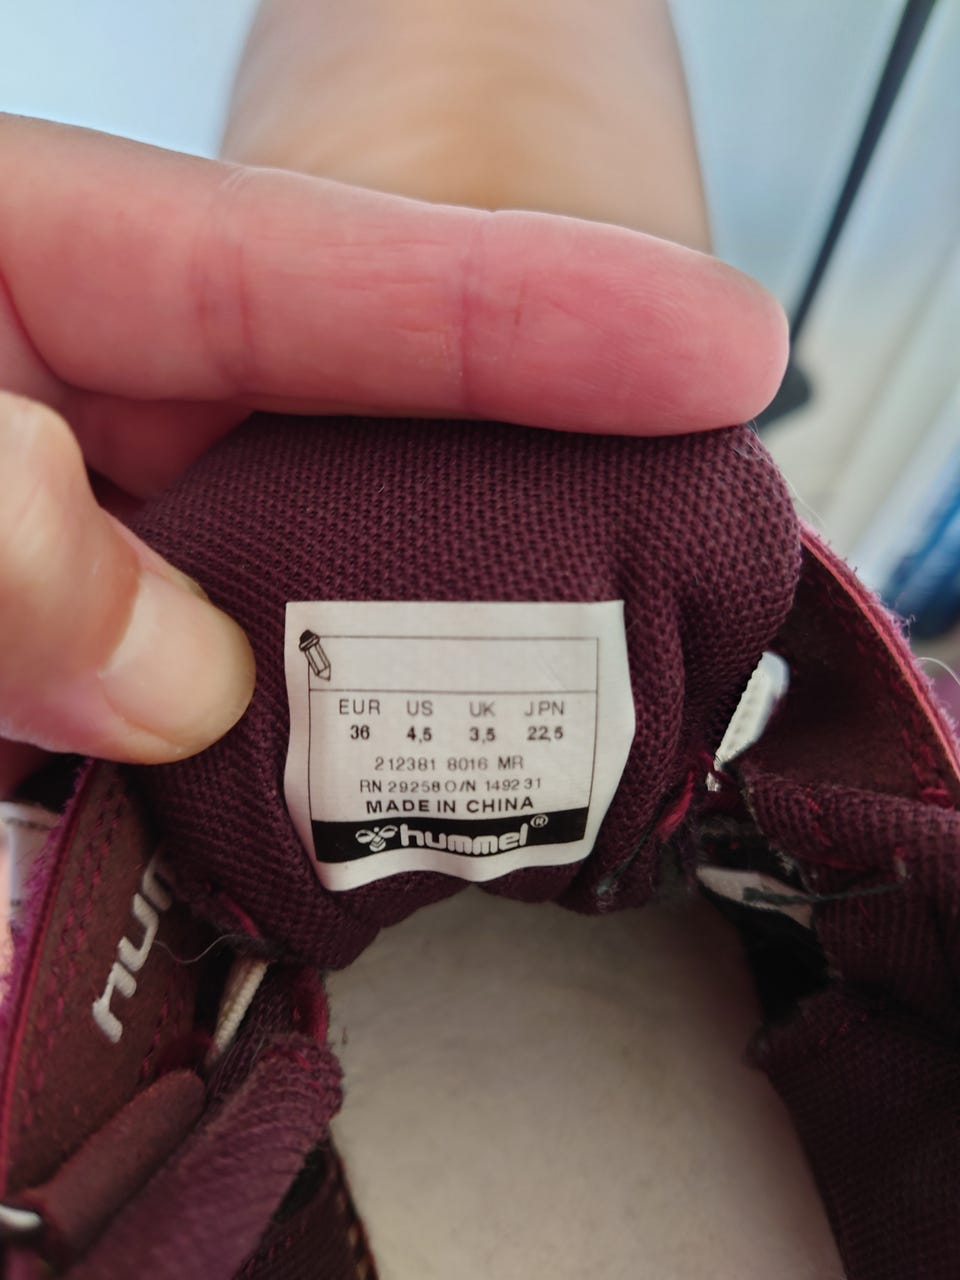 EUR US UK JPN
36 4,5 3,5 22,5
212381 8016 MR
RN 29258 O/N 149231
MADE IN CHINA
hummel®